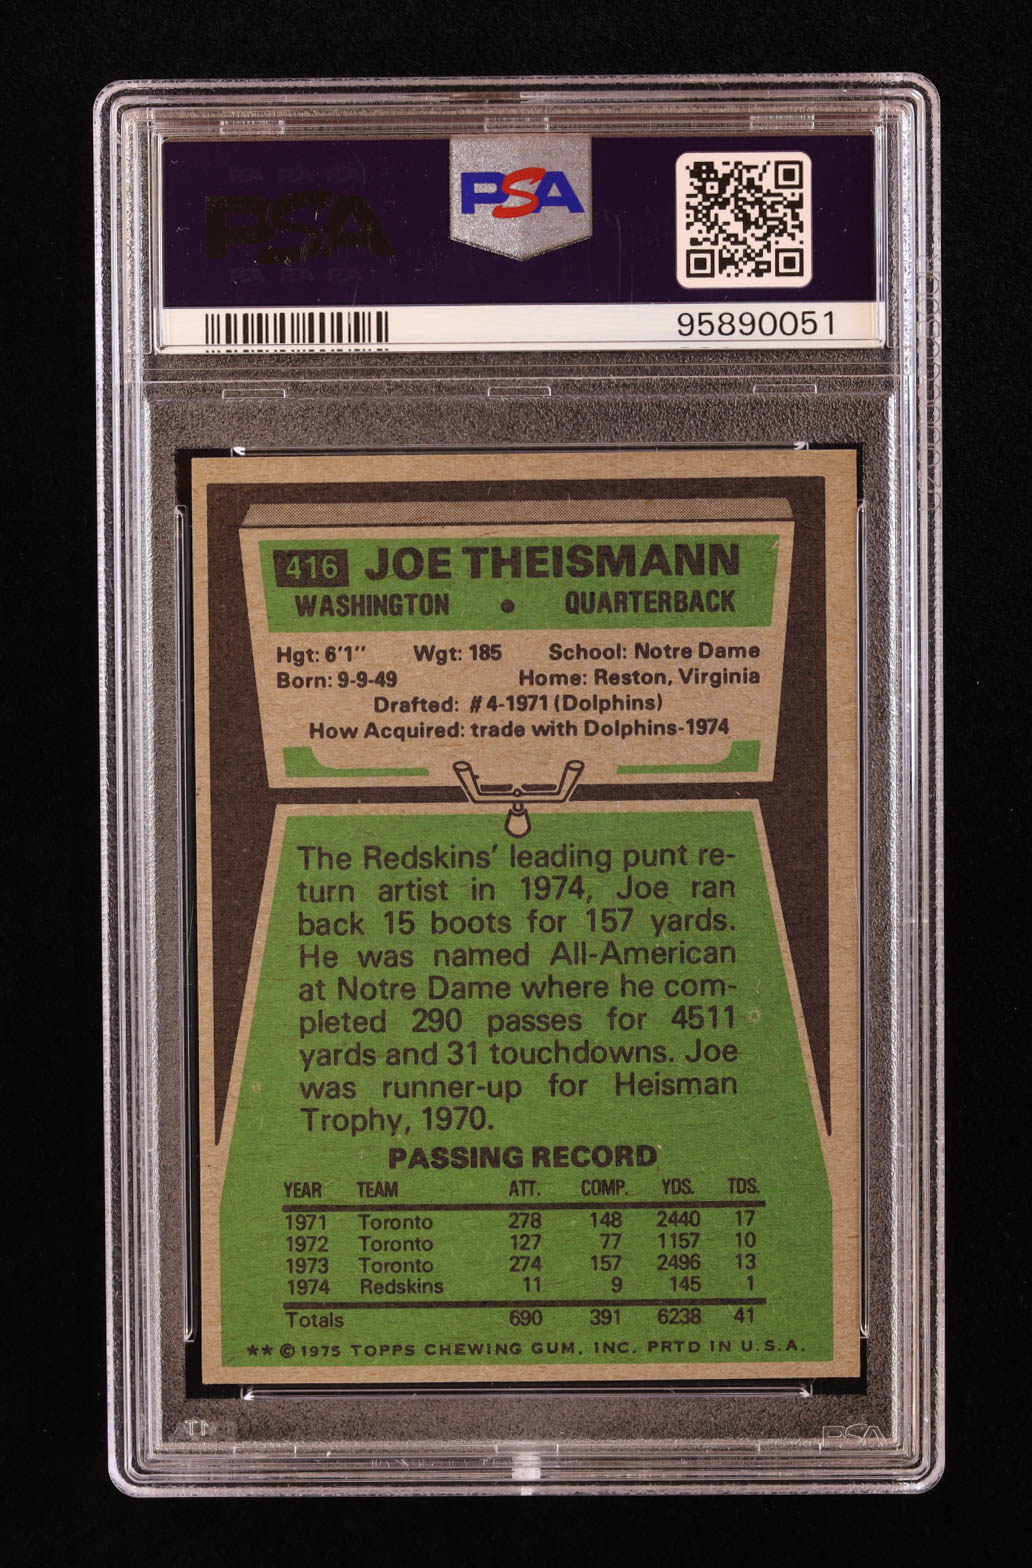 PSA
PSA
95890051
416 JOE THEISMANN
WASHINGTON • QUARTERBACK
Hgt: 6'1" Wgt: 185 School: Notre Dame
Born: 9-9-49 Home: Reston, Virginia
Drafted: #4-1971 (Dolphins)
How Acquired: trade with Dolphins-1974
The Redskins' leading punt re-
turn artist in 1974, Joe ran
back 15 boots for 157 yards.
He was named All-American
at Notre Dame where he com-
pleted 290 passes for 4511
yards and 31 touchdowns. Joe
was runner-up for Heisman
Trophy, 1970.
PASSING RECORD
YEAR TEAM ATT. COMP. YDS. TDS.
1971 Toronto 278 148 2440 17
1972 Toronto 127 77 1157 10
1973 Toronto 274 157 2496 13
1974 Redskins 11 9 145 1
Totals 690 391 6238 41
**©1975 TOPPS CHEWING GUM, INC. PRTD IN U.S.A.
PSA